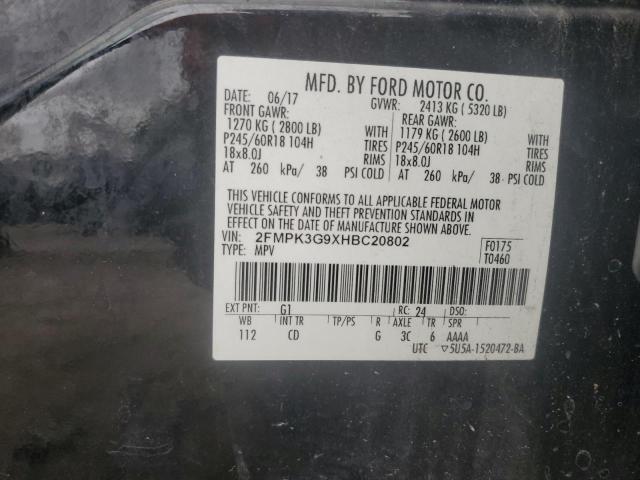 MFD. BY FORD MOTOR CO.
DATE: 06/17 GVWR: 2413 KG ( 5320 LB)
FRONT GAWR: REAR GAWR:
1270 KG ( 2800 LB) WITH 1179 KG ( 2600 LB) WITH
P245/60R18 104H TIRES P245/60R18 104H TIRES
18x8.0J RIMS 18x8.0J RIMS
AT 260 kPa/ 38 PSI COLD AT 260 kPa/ 38 PSI COLD
THIS VEHICLE CONFORMS TO ALL APPLICABLE FEDERAL MOTOR
VEHICLE SAFETY AND THEFT PREVENTION STANDARDS IN
EFFECT ON THE DATE OF MANUFACTURE SHOWN ABOVE.
VIN: 2FMPK3G9XHBC20802 F0175
TYPE: MPV T0460
EXT PNT: G1 RC: 24 DSO:
WB INT TR TP/PS R AXLE TR SPR
112 CD G 3C 6 AAAA
UTC ▽5U5A-1520472-BA